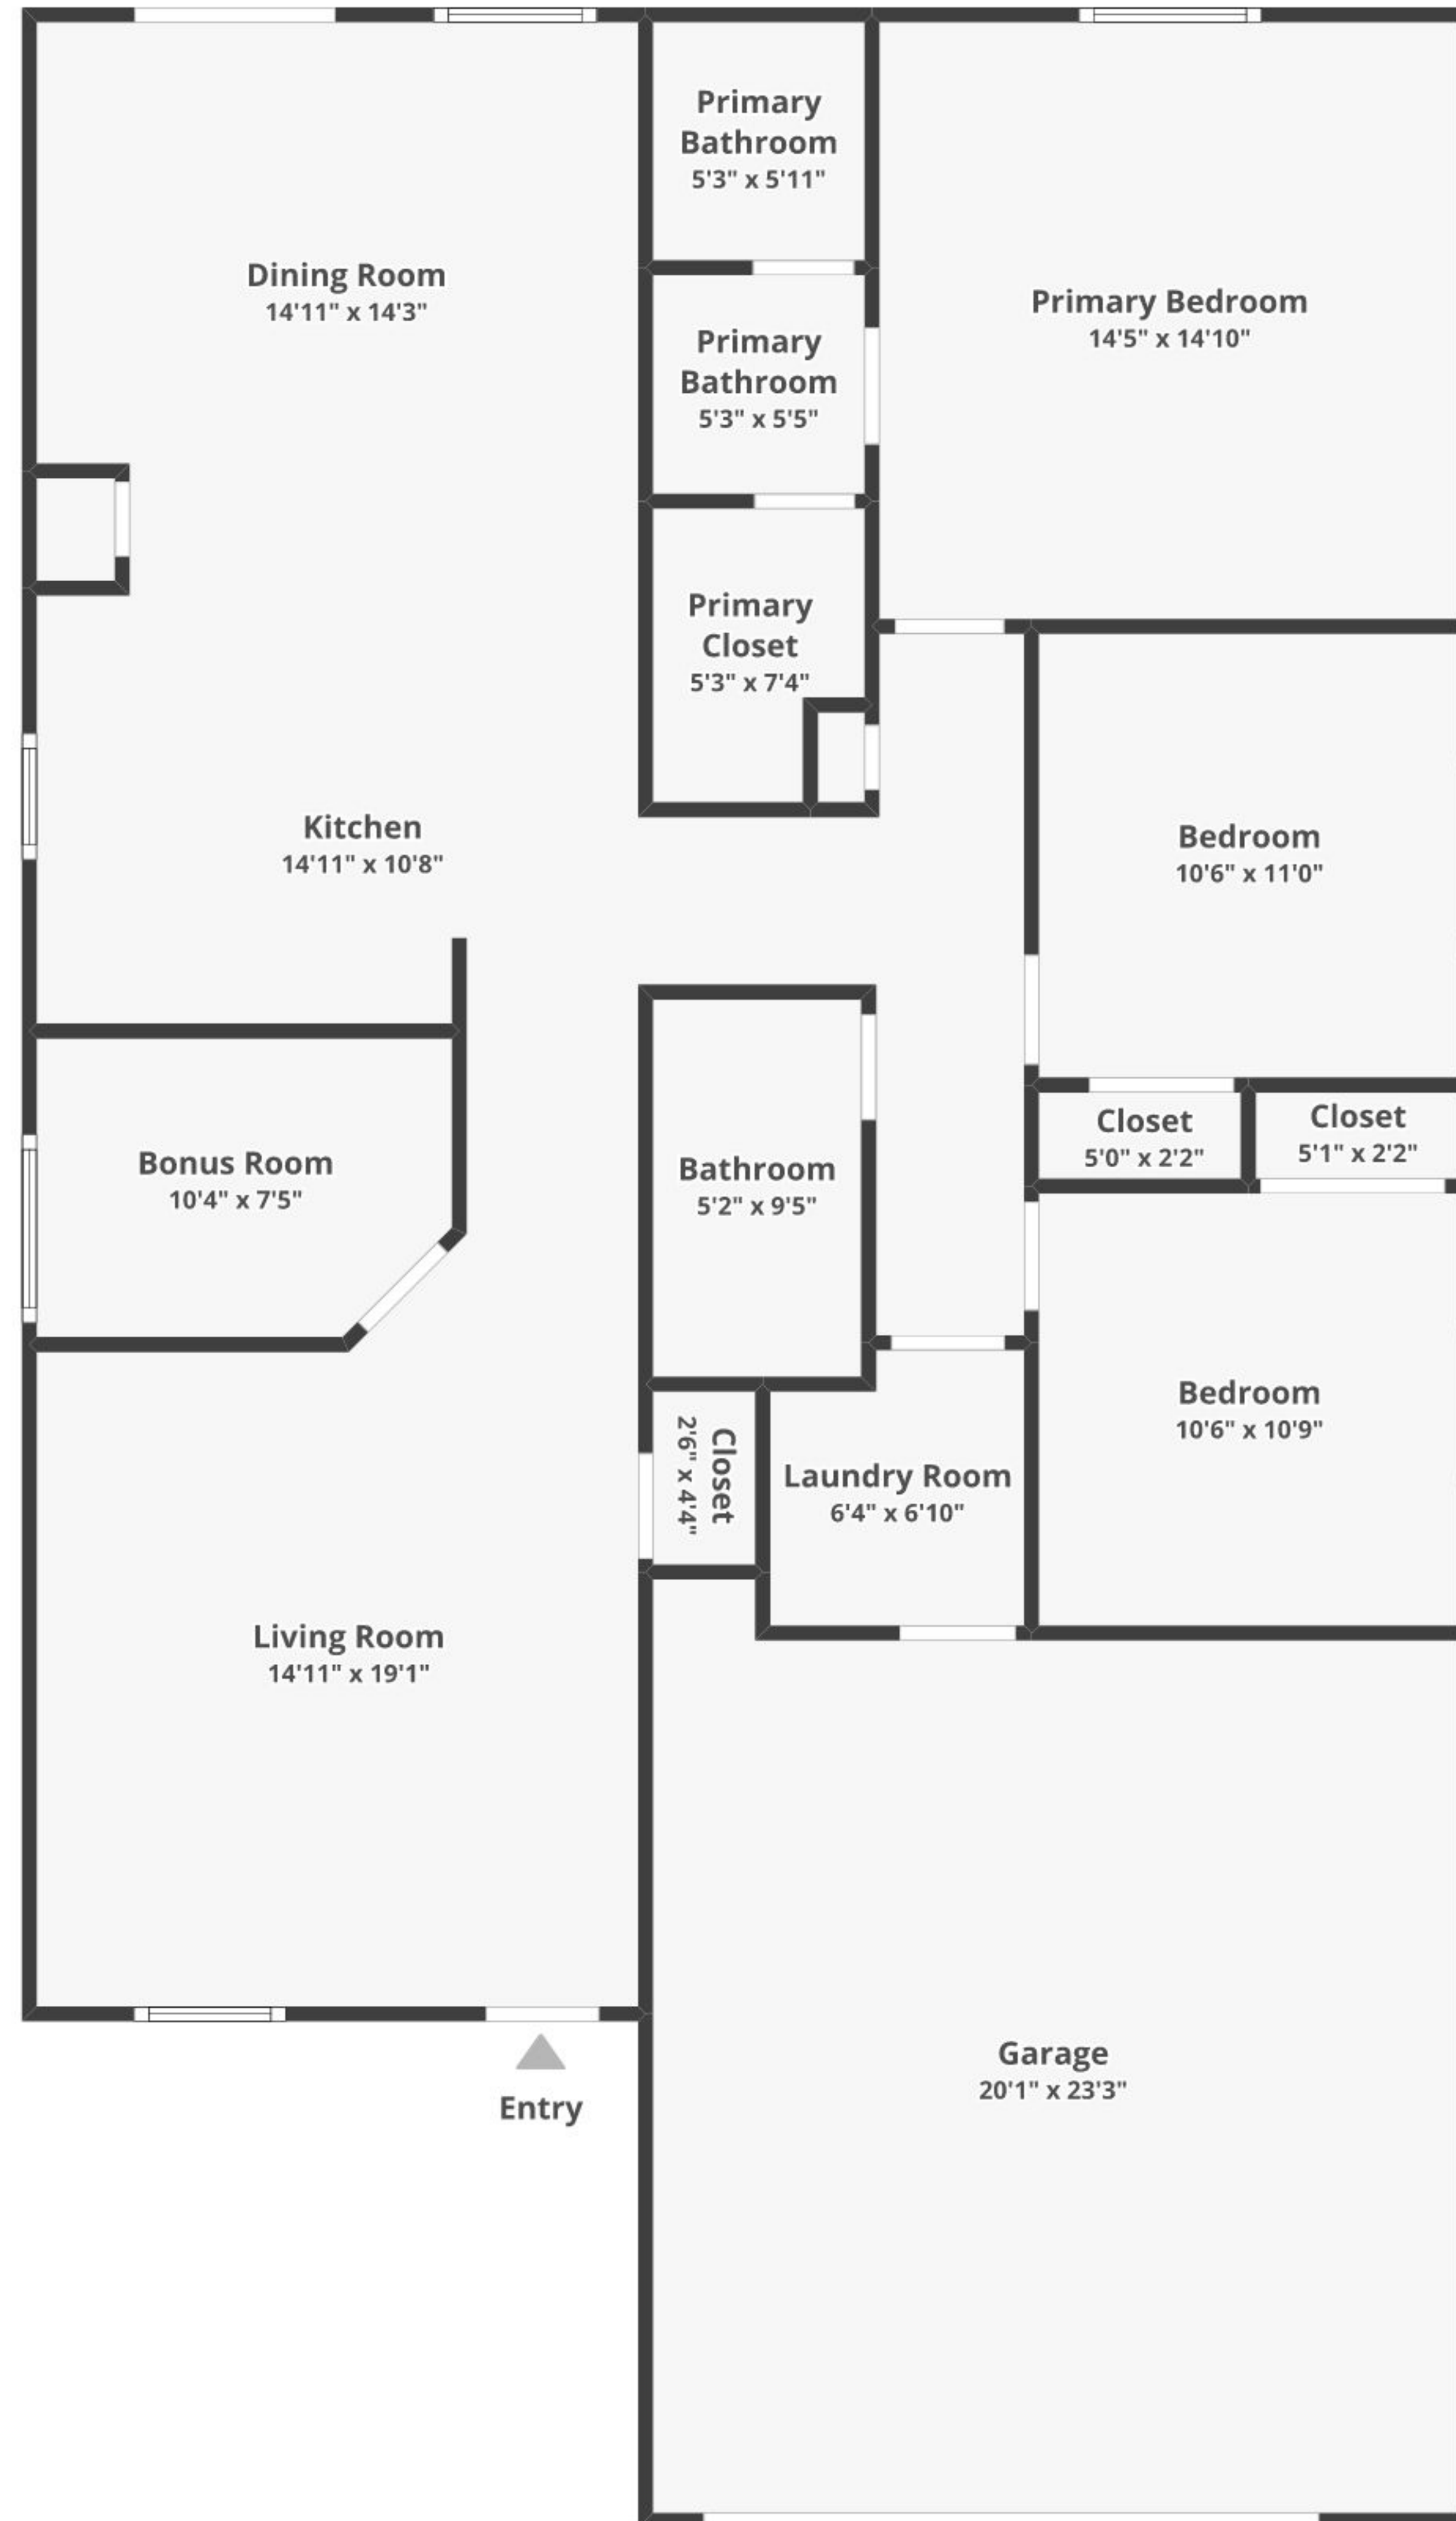 Primary
Bathroom
5'3" x 5'11"
Dining Room
14'11" x 14'3"
Primary Bedroom
14'5" x 14'10"
Primary
Bathroom
5'3" x 5'5"
Primary
Closet
5'3" x 7'4"
Kitchen
14'11" x 10'8"
Bedroom
10'6" x 11'0"
Closet
5'0" x 2'2"
Closet
5'1" x 2'2"
Bonus Room
10'4" x 7'5"
Bathroom
5'2" x 9'5"
Bedroom
10'6" x 10'9"
Closet
2'6" x 4'4"
Laundry Room
6'4" x 6'10"
Living Room
14'11" x 19'1"
Garage
20'1" x 23'3"
Entry